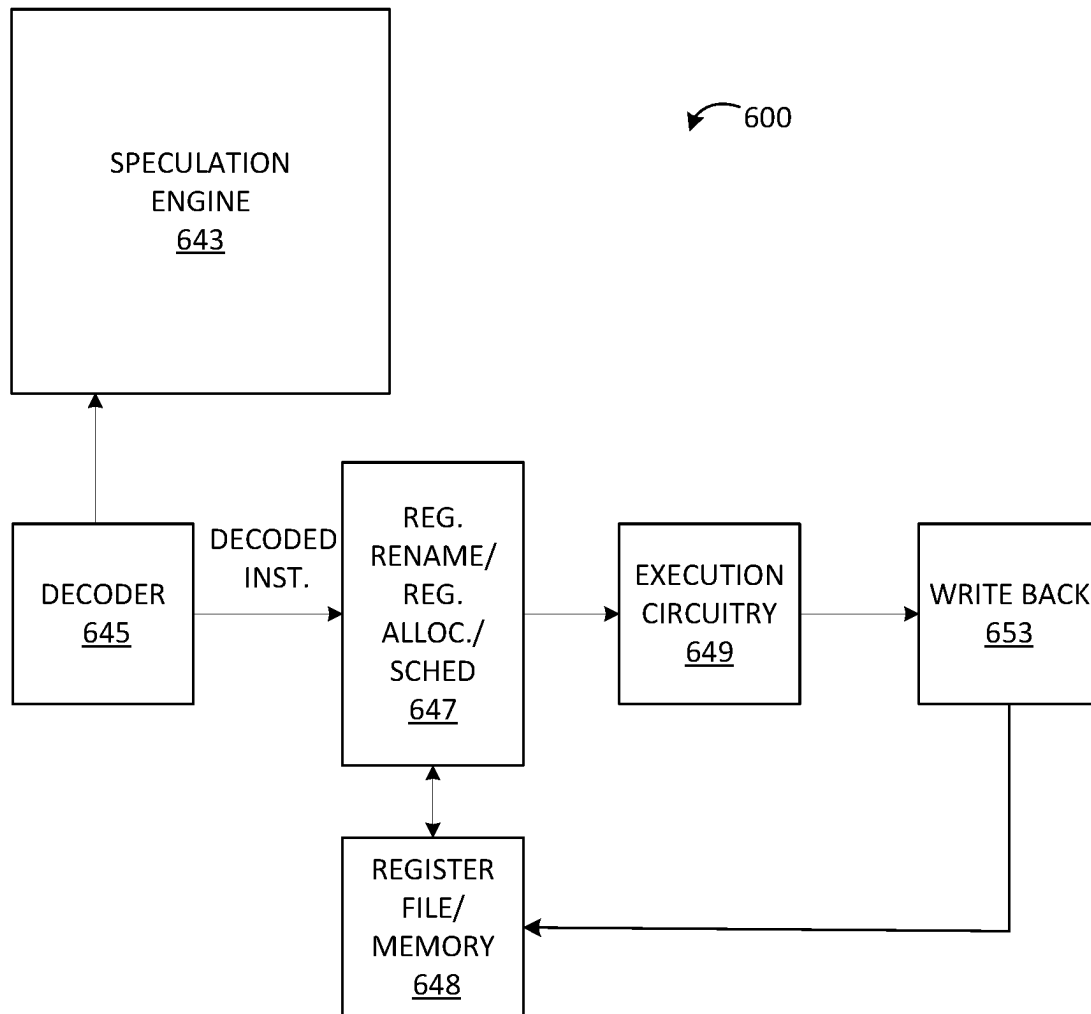 SPECULATION
ENGINE
643
600
DECODER
645
DECODED
INST.
REG.
RENAME/
REG.
ALLOC./
SCHED
647
EXECUTION
CIRCUITRY
649
WRITE BACK
653
REGISTER
FILE/
MEMORY
648